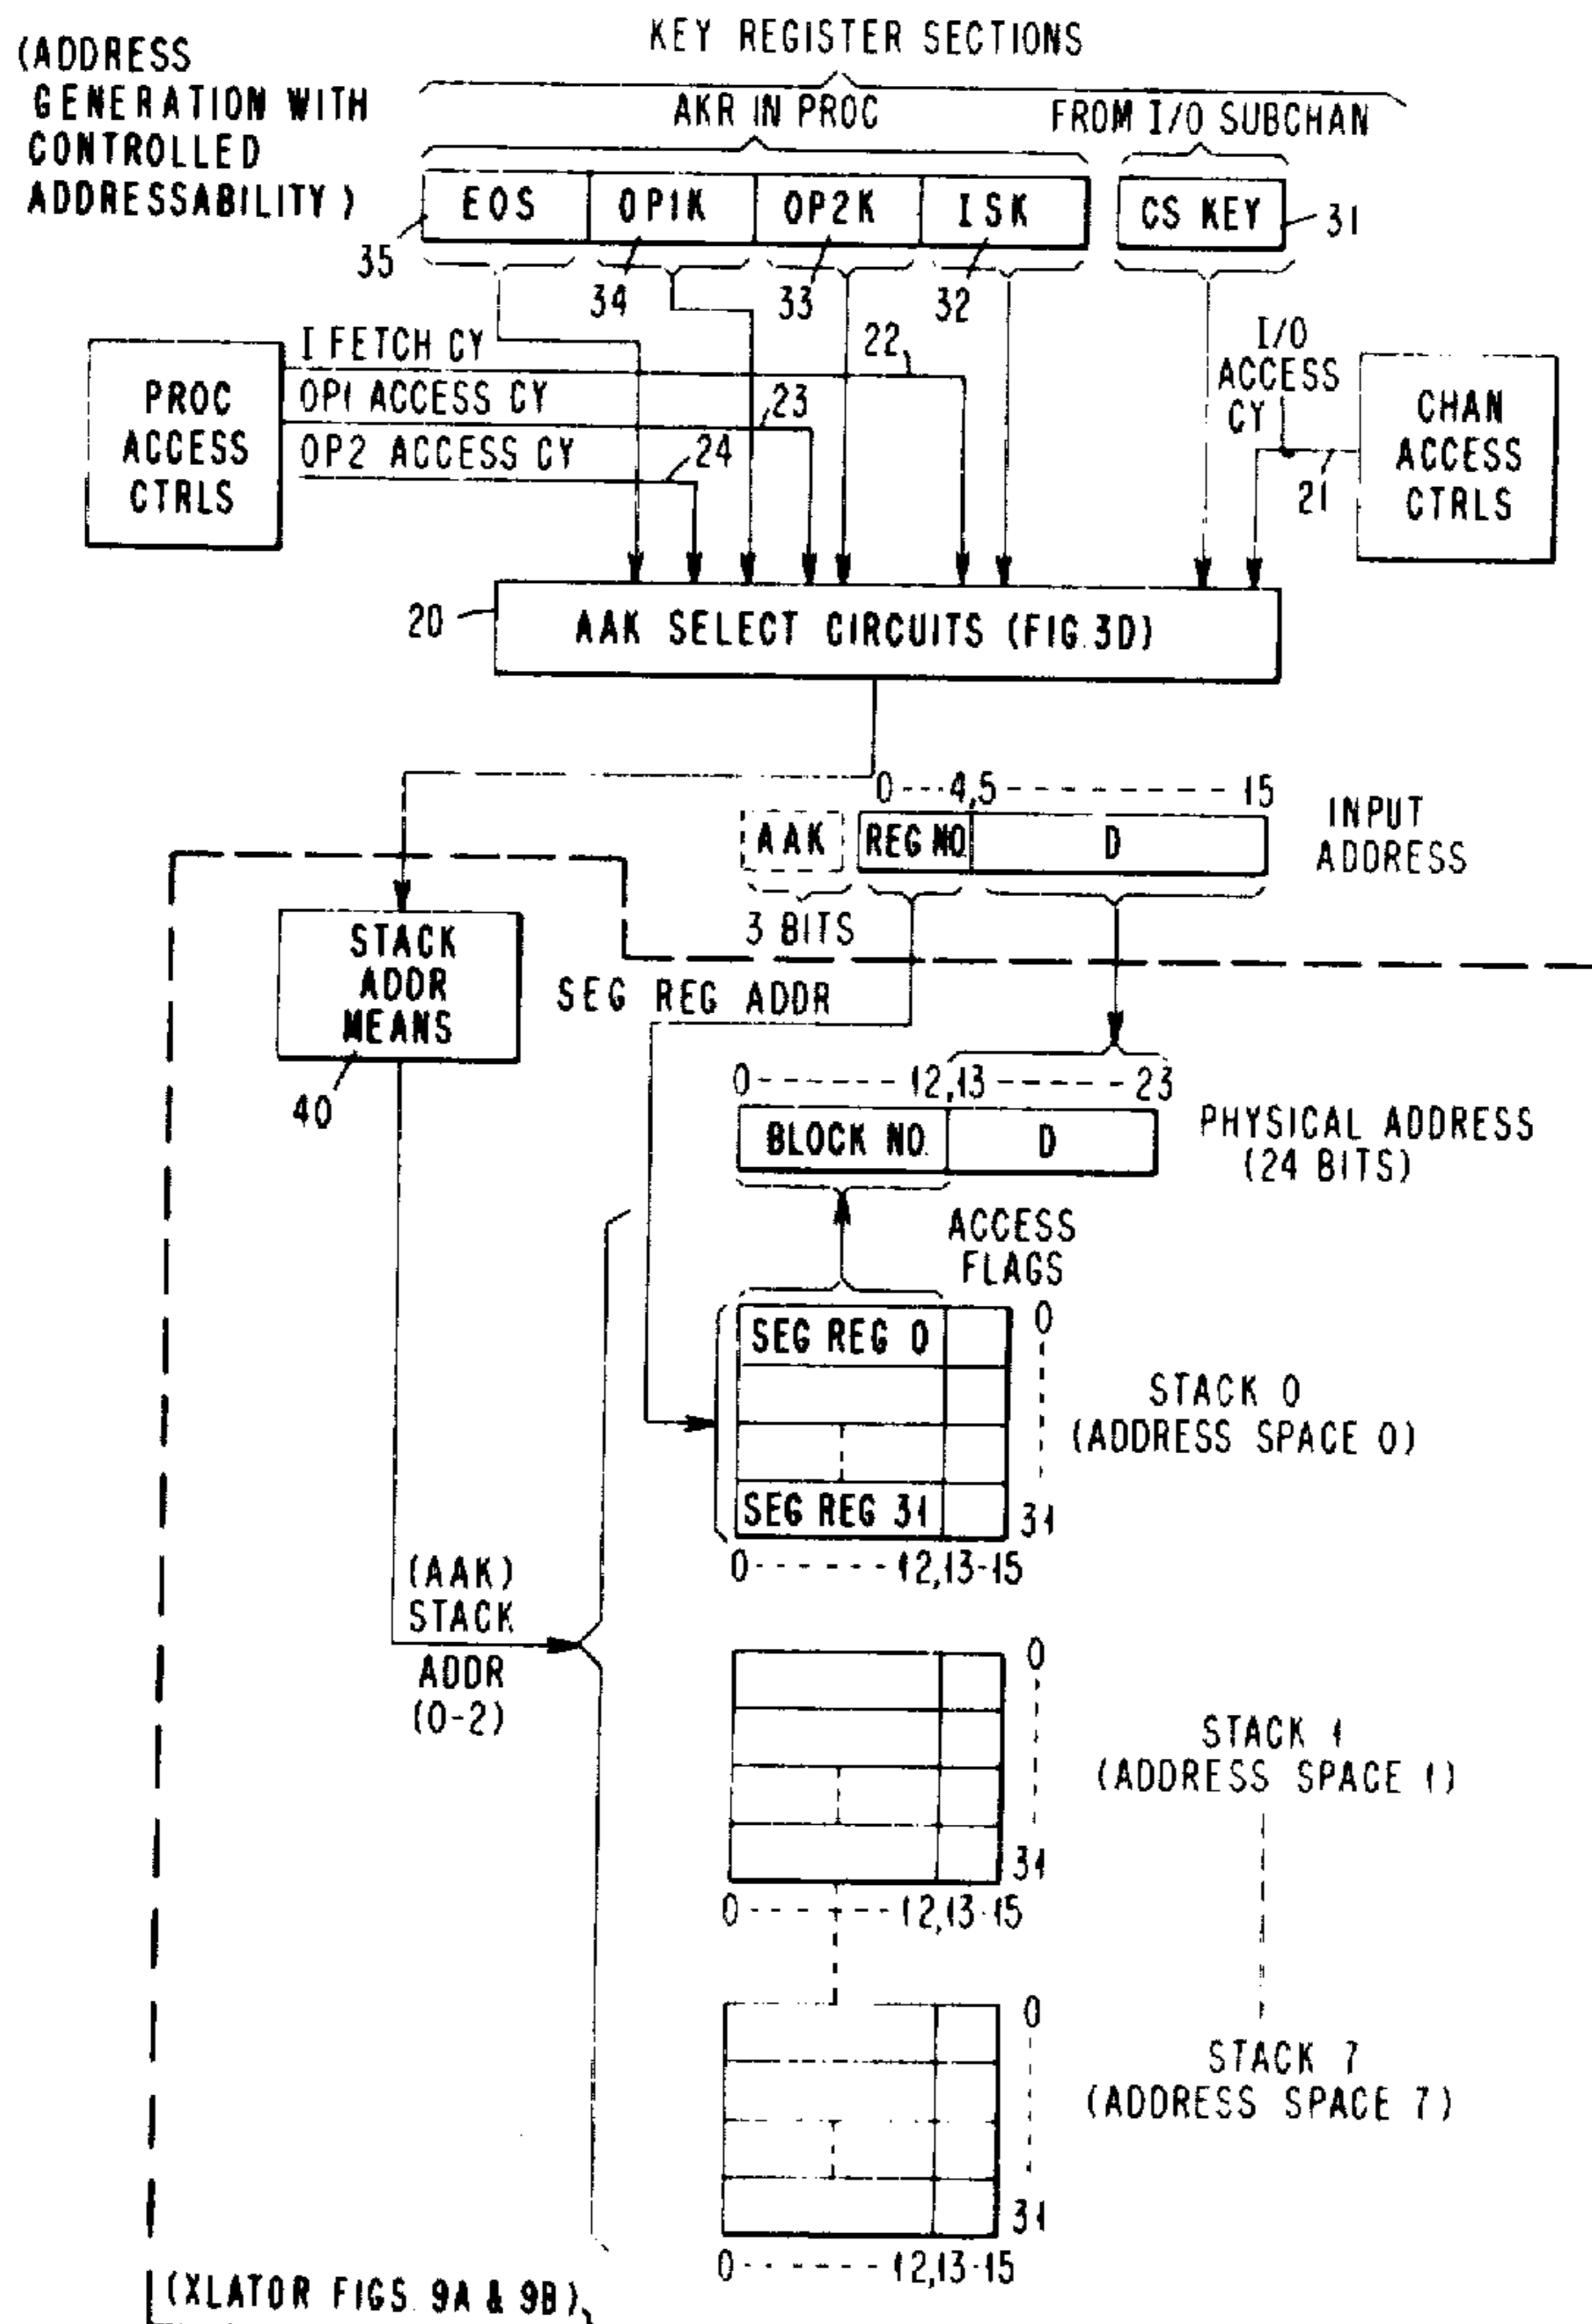 (ADDRESS
GENERATION WITH
CONTROLLED
ADDRESSABILITY)
KEY REGISTER SECTIONS
AKR IN PROC
FROM I/O SUBCHAN
EOS OP1K OP2K ISK CS KEY 31
35 34 33 32
PROC
ACCESS
CTRLS
I FETCH CY 22
OP1 ACCESS CY 23
OP2 ACCESS CY 24
I/O
ACCESS
CY
21
CHAN
ACCESS
CTRLS
20 AAK SELECT CIRCUITS (FIG. 3D)
0---4,5-------------15
AAK REG NO. D
INPUT
ADDRESS
3 BITS
STACK
ADDR
MEANS
40
SEG REG ADDR
0------12,13-----23
BLOCK NO. D
PHYSICAL ADDRESS
(24 BITS)
ACCESS
FLAGS
SEG REG 0 0
SEG REG 31 31
0------12,13-15
STACK 0
(ADDRESS SPACE 0)
(AAK)
STACK
ADDR
(0-2)
0
31
0------12,13-15
STACK 1
(ADDRESS SPACE 1)
0
31
0------12,13-15
STACK 7
(ADDRESS SPACE 7)
(XLATOR FIGS. 9A & 9B)